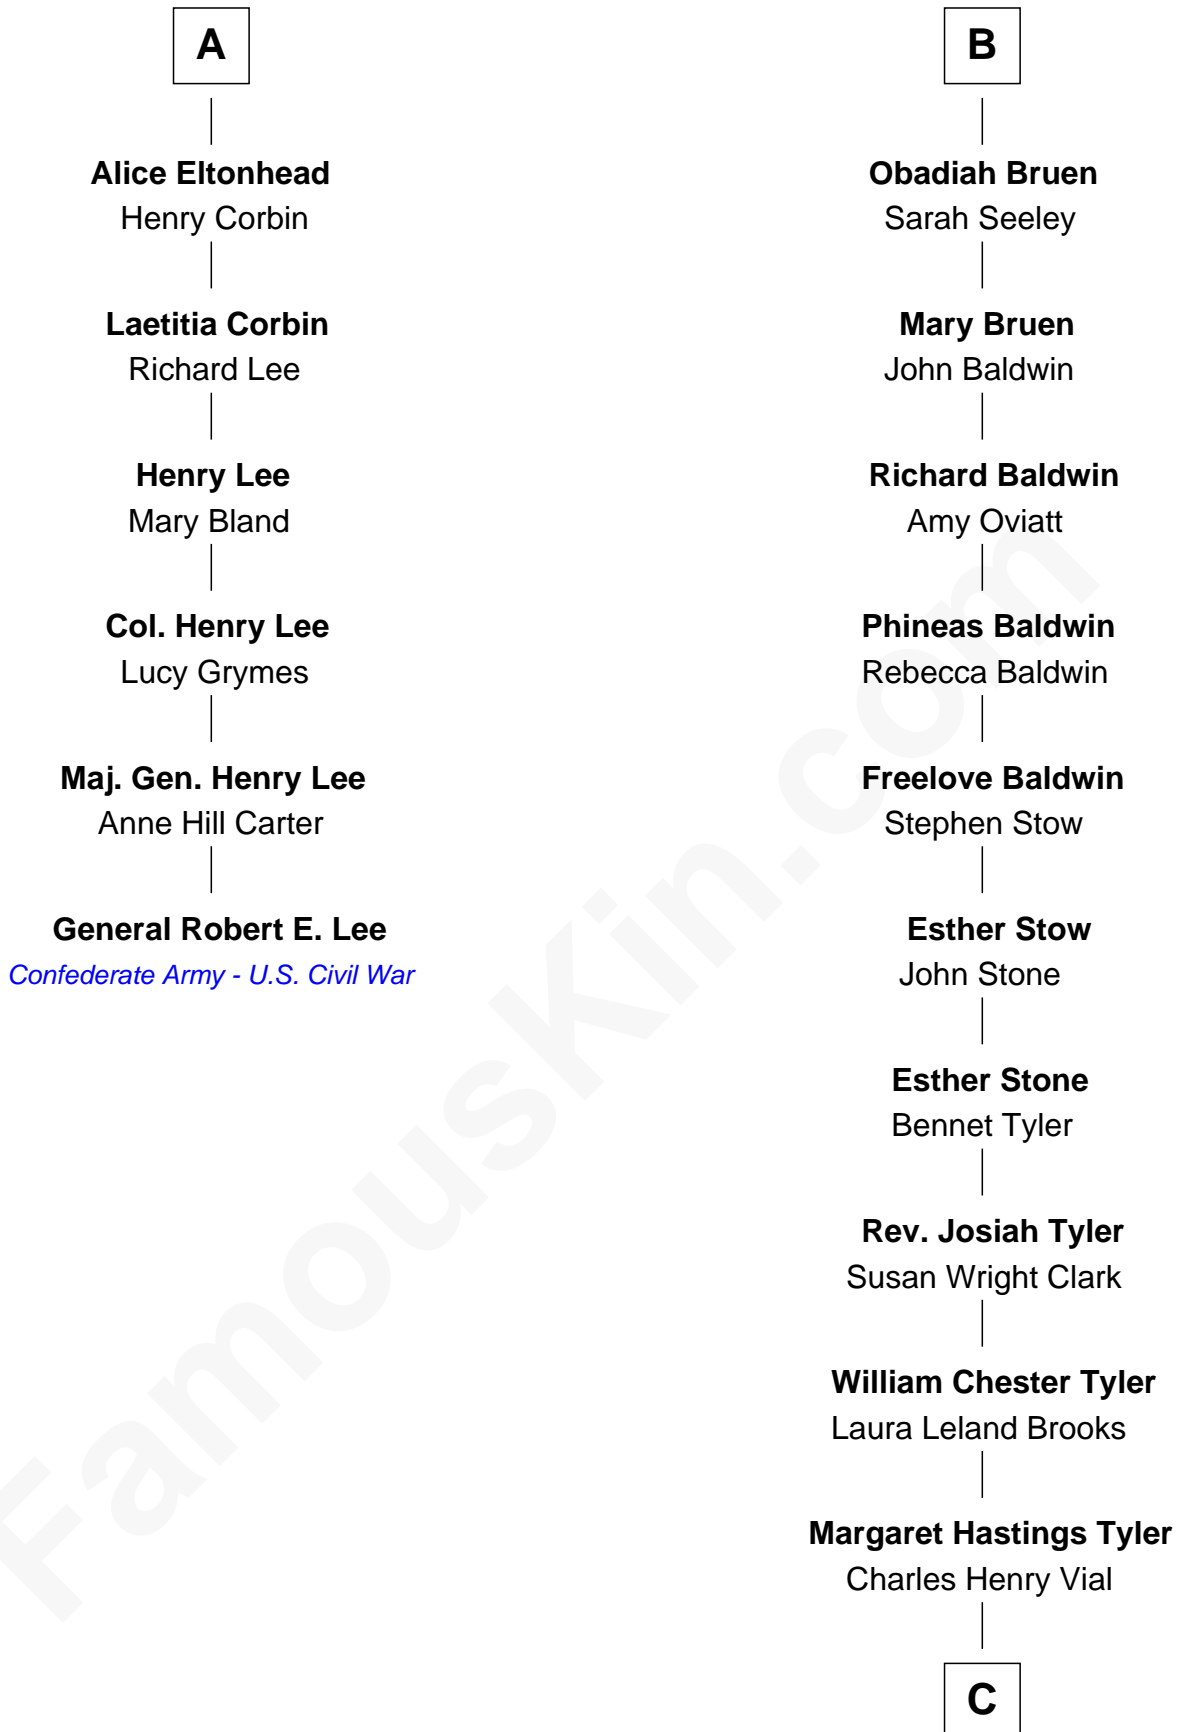 A
Alice Eltonhead
Henry Corbin
Laetitia Corbin
Richard Lee
Henry Lee
Mary Bland
Col. Henry Lee
Lucy Grymes
Maj. Gen. Henry Lee
Anne Hill Carter
General Robert E. Lee
Confederate Army - U.S. Civil War
B
Obadiah Bruen
Sarah Seeley
Mary Bruen
John Baldwin
Richard Baldwin
Amy Oviatt
Phineas Baldwin
Rebecca Baldwin
Freelove Baldwin
Stephen Stow
Esther Stow
John Stone
Esther Stone
Bennet Tyler
Rev. Josiah Tyler
Susan Wright Clark
William Chester Tyler
Laura Leland Brooks
Margaret Hastings Tyler
Charles Henry Vial
C
FamousKin.com